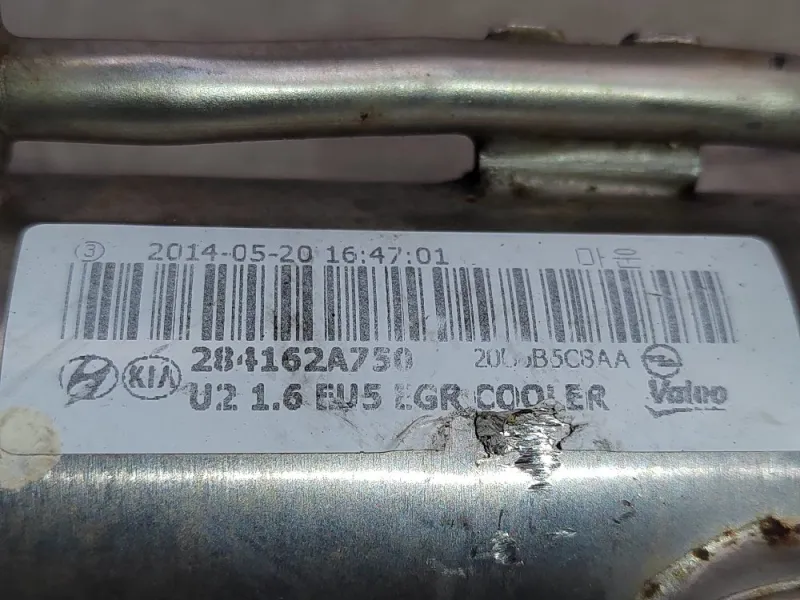 ③ 2014-05-20 16:47:01 마운
KIA 284162A750
U2 1.6 EU5 EGR COOLER
Valeo